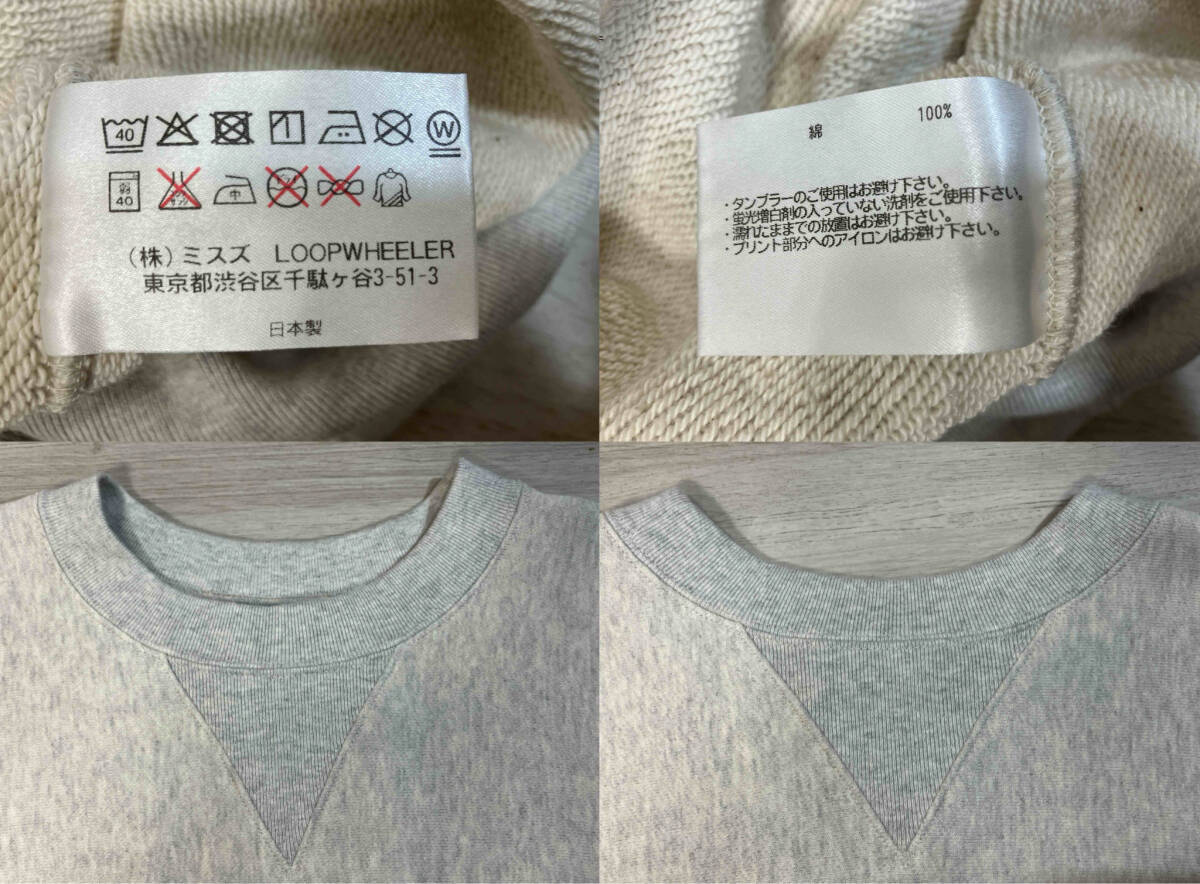 40
W
弱
40
中
(株)ミスズ LOOPWHEELER
東京都渋谷区千駄ヶ谷3-51-3
日本製
綿 100%
・タンブラーのご使用はお避け下さい。
・蛍光増白剤の入っていない洗剤をご使用下さい。
・濡れたままでの放置はお避け下さい。
・プリント部分へのアイロンはお避け下さい。